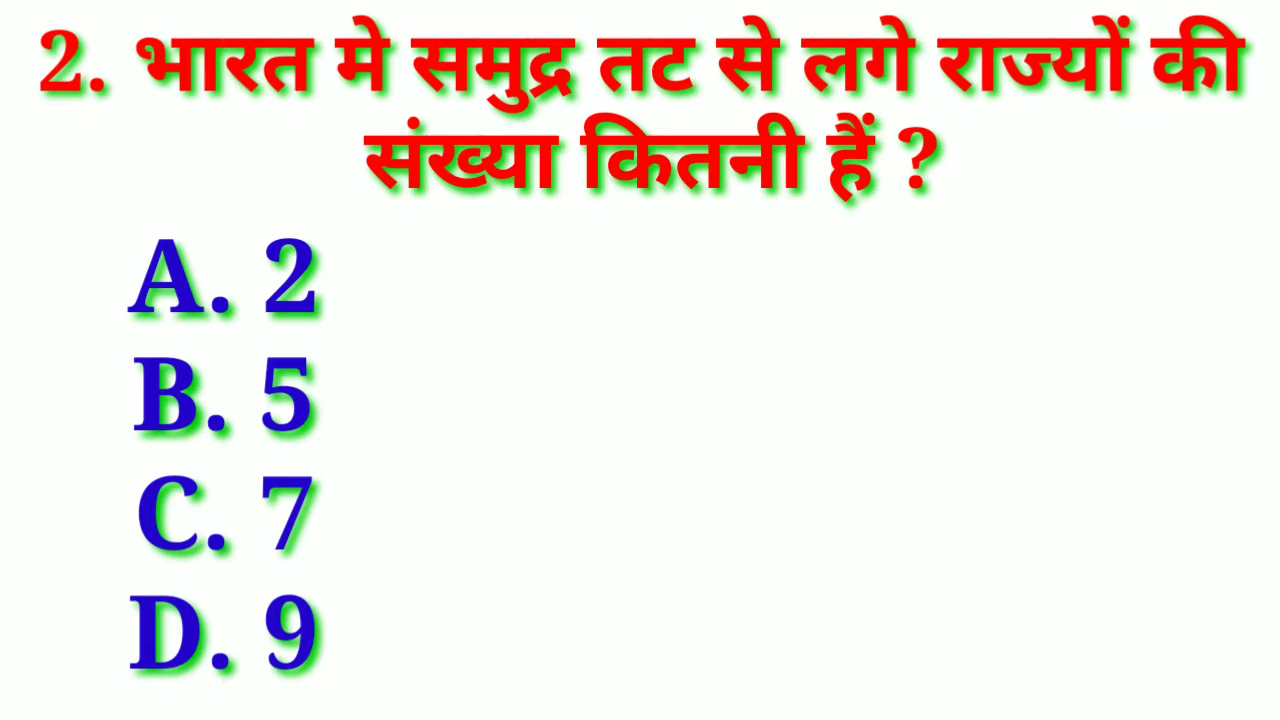 2. भारत मे समुद्र तट से लगे राज्यों की
संख्या कितनी हैं ?
A. 2
B. 5
C. 7
D. 9